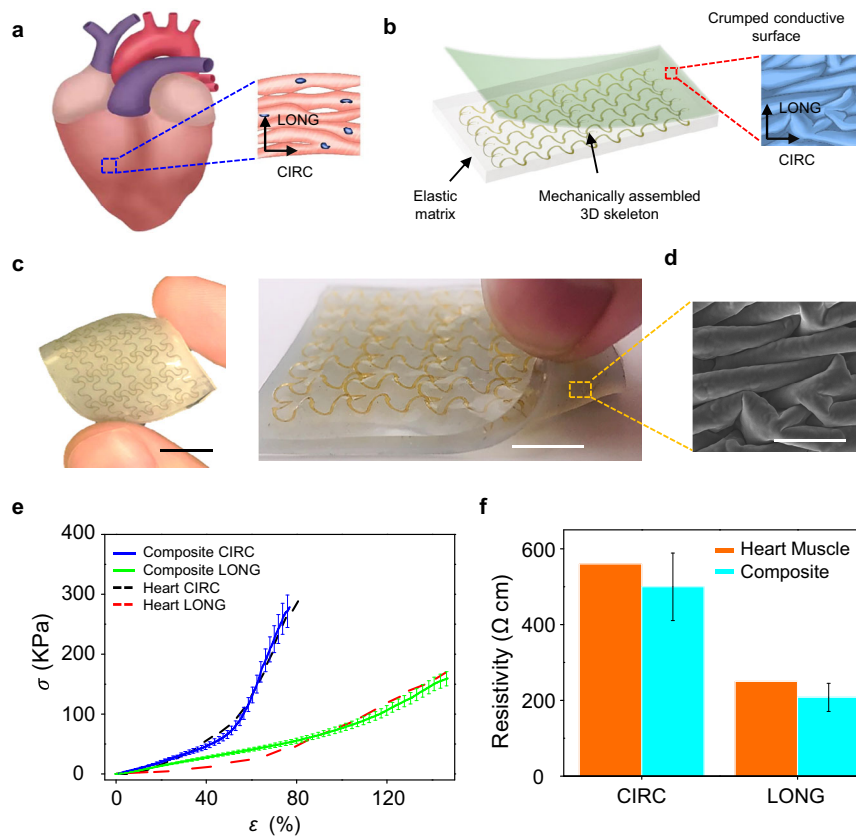 a
LONG
CIRC
b
Crumped conductive
surface
LONG
CIRC
Elastic
matrix
Mechanically assembled
3D skeleton
c
d
e
400
300
200
100
0
σ (KPa)
Composite CIRC
Composite LONG
Heart CIRC
Heart LONG
0
40
80
120
ε (%)
f
600
400
200
0
Resistivity (Ω cm)
Heart Muscle
Composite
CIRC
LONG